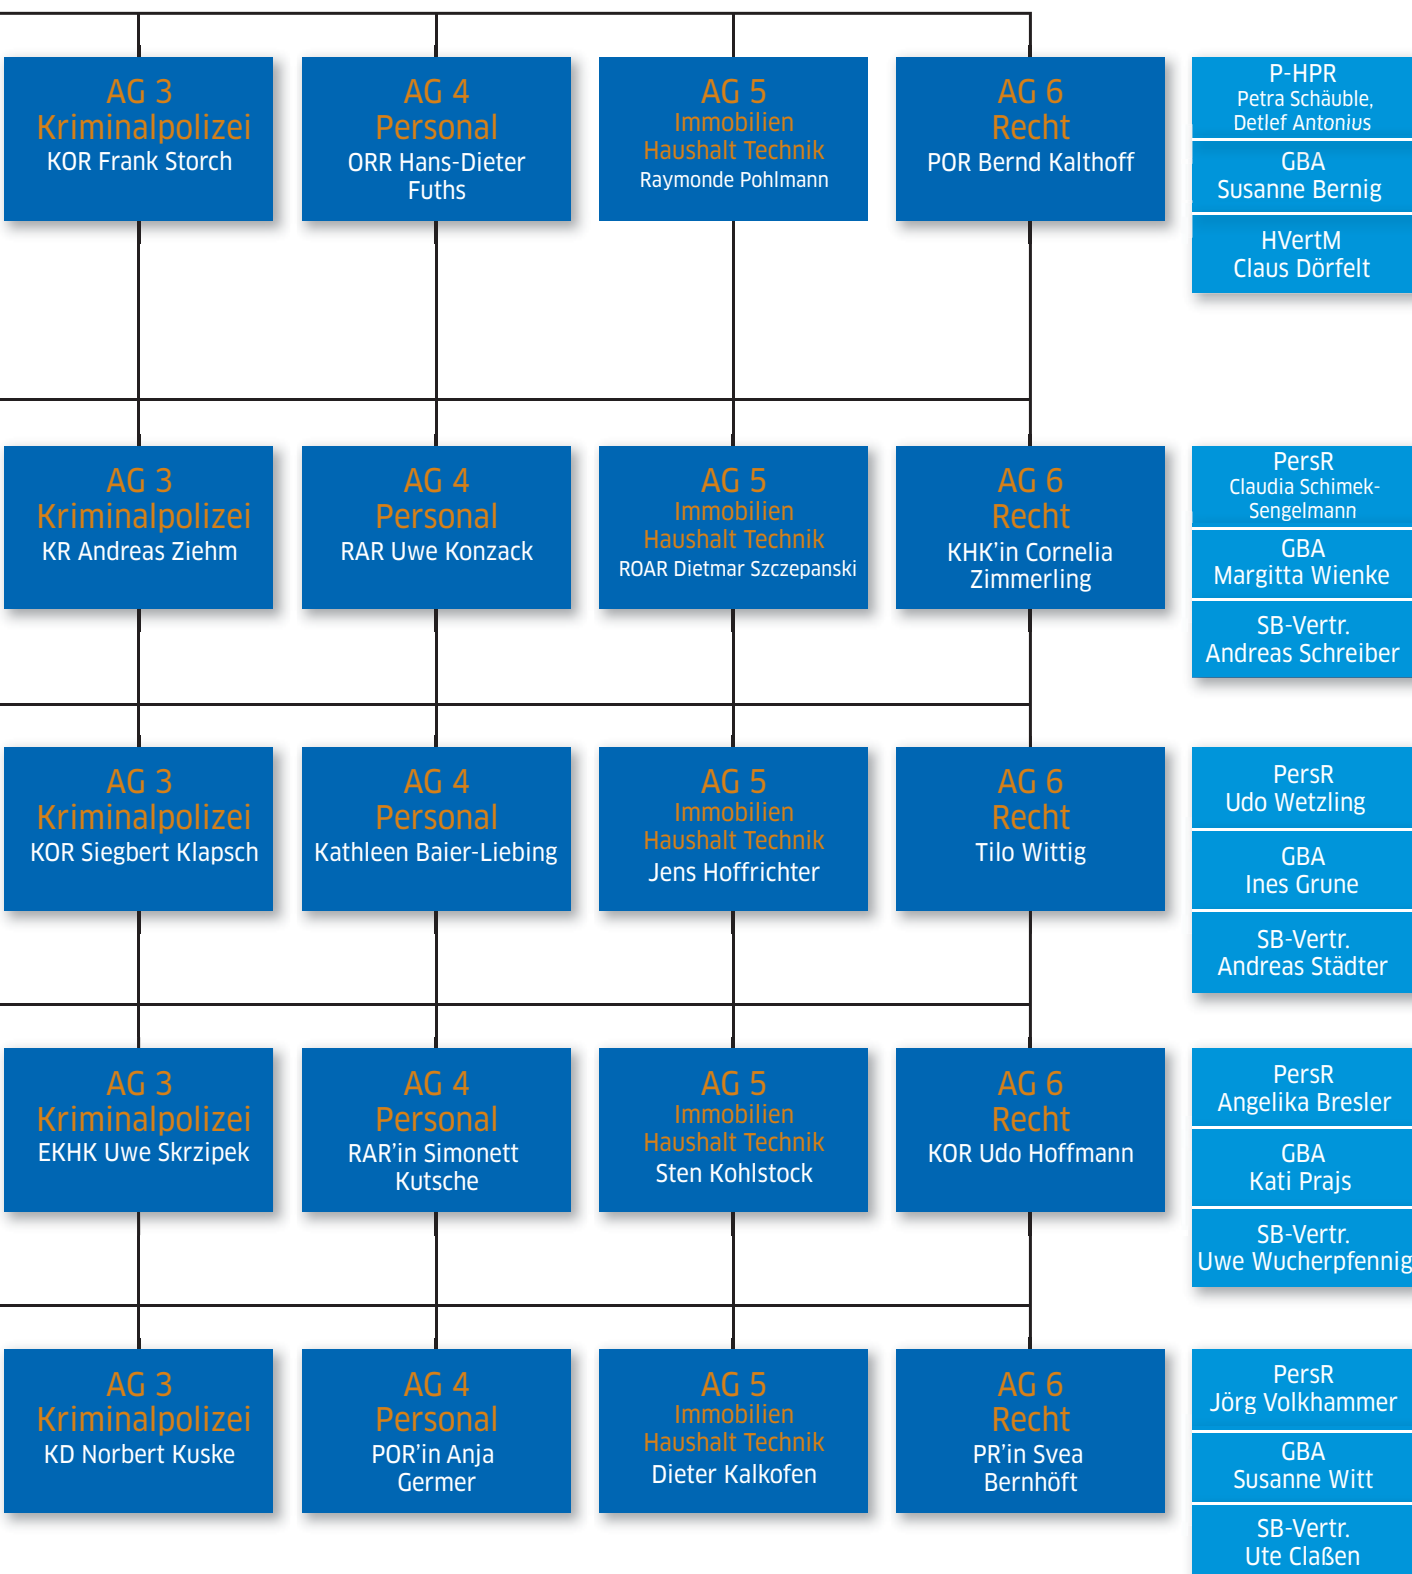 AG 3
Kriminalpolizei
KOR Frank Storch
AG 4
Personal
ORR Hans-Dieter
Fuths
AG 5
Immobilien
Haushalt Technik
Raymonde Pohlmann
AG 6
Recht
POR Bernd Kalthoff
P-HPR
Petra Schäuble,
Detlef Antonius
GBA
Susanne Bernig
HVertM
Claus Dörfelt
AG 3
Kriminalpolizei
KR Andreas Ziehm
AG 4
Personal
RAR Uwe Konzack
AG 5
Immobilien
Haushalt Technik
ROAR Dietmar Szczepanski
AG 6
Recht
KHK'in Cornelia
Zimmerling
PersR
Claudia Schimek-
Sengelmann
GBA
Margitta Wienke
SB-Vertr.
Andreas Schreiber
AG 3
Kriminalpolizei
KOR Siegbert Klapsch
AG 4
Personal
Kathleen Baier-Liebing
AG 5
Immobilien
Haushalt Technik
Jens Hoffrichter
AG 6
Recht
Tilo Wittig
PersR
Udo Wetzling
GBA
Ines Grune
SB-Vertr.
Andreas Städter
AG 3
Kriminalpolizei
EKHK Uwe Skrzipek
AG 4
Personal
RAR'in Simonett
Kutsche
AG 5
Immobilien
Haushalt Technik
Sten Kohlstock
AG 6
Recht
KOR Udo Hoffmann
PersR
Angelika Bresler
GBA
Kati Prajs
SB-Vertr.
Uwe Wucherpfennig
AG 3
Kriminalpolizei
KD Norbert Kuske
AG 4
Personal
POR'in Anja
Germer
AG 5
Immobilien
Haushalt Technik
Dieter Kalkofen
AG 6
Recht
PR'in Svea
Bernhöft
PersR
Jörg Volkhammer
GBA
Susanne Witt
SB-Vertr.
Ute Claßen